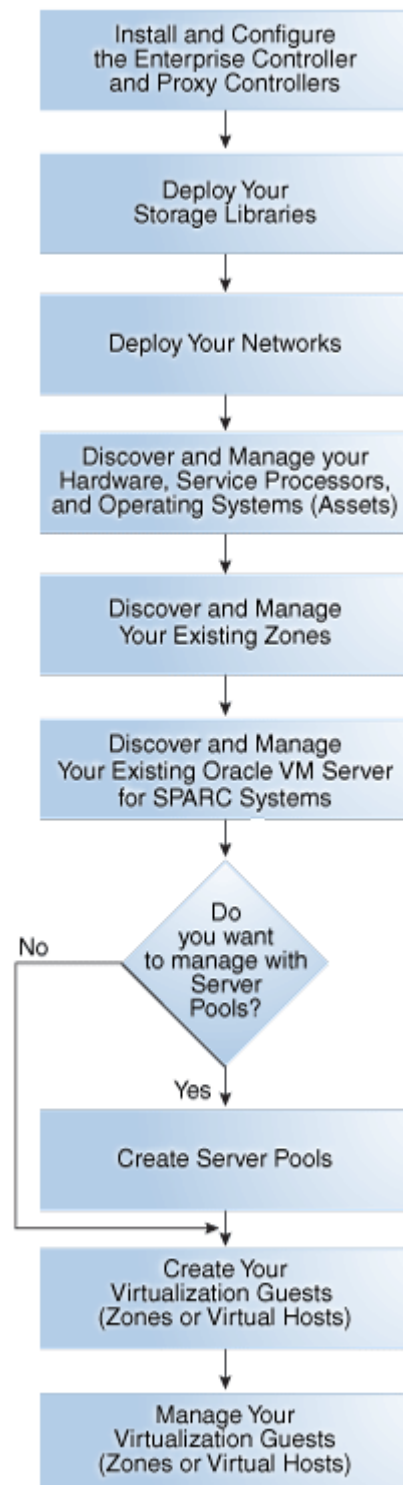 Install and Configure
the Enterprise Controller
and Proxy Controllers
Deploy Your
Storage Libraries
Deploy Your Networks
Discover and Manage your
Hardware, Service Processors,
and Operating Systems (Assets)
Discover and Manage
Your Existing Zones
Discover and Manage
Your Existing Oracle VM Server
for SPARC Systems
Do
you want
to manage with
Server
Pools?
No
Yes
Create Server Pools
Create Your
Virtualization Guests
(Zones or Virtual Hosts)
Manage Your
Virtualization Guests
(Zones or Virtual Hosts)